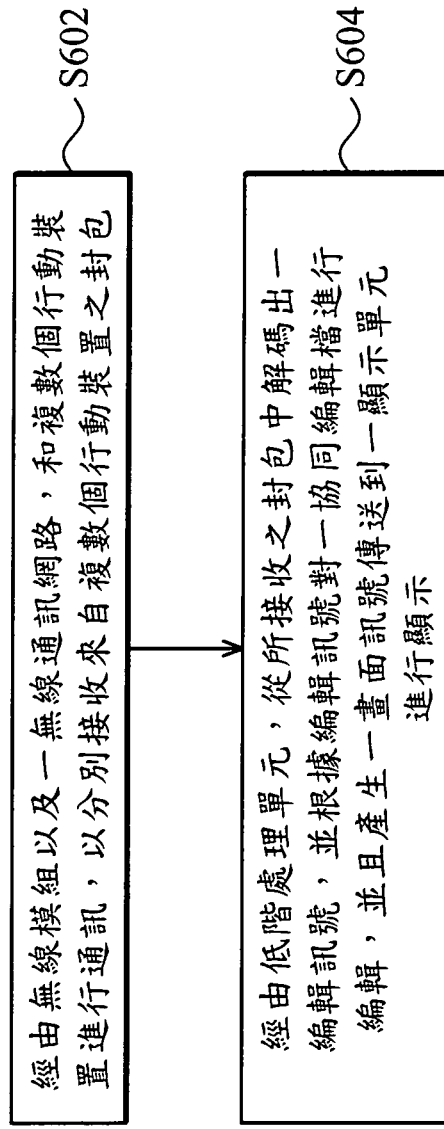 經由無線模組以及一無線通訊網路，和複數個行動裝
置進行通訊，以分別接收來自複數個行動裝置之封包
S602
經由低階處理單元，從所接收之封包中解碼出一
編輯訊號，並根據編輯訊號對一協同編輯檔進行
編輯，並且產生一畫面訊號傳送到一顯示單元
進行顯示
S604